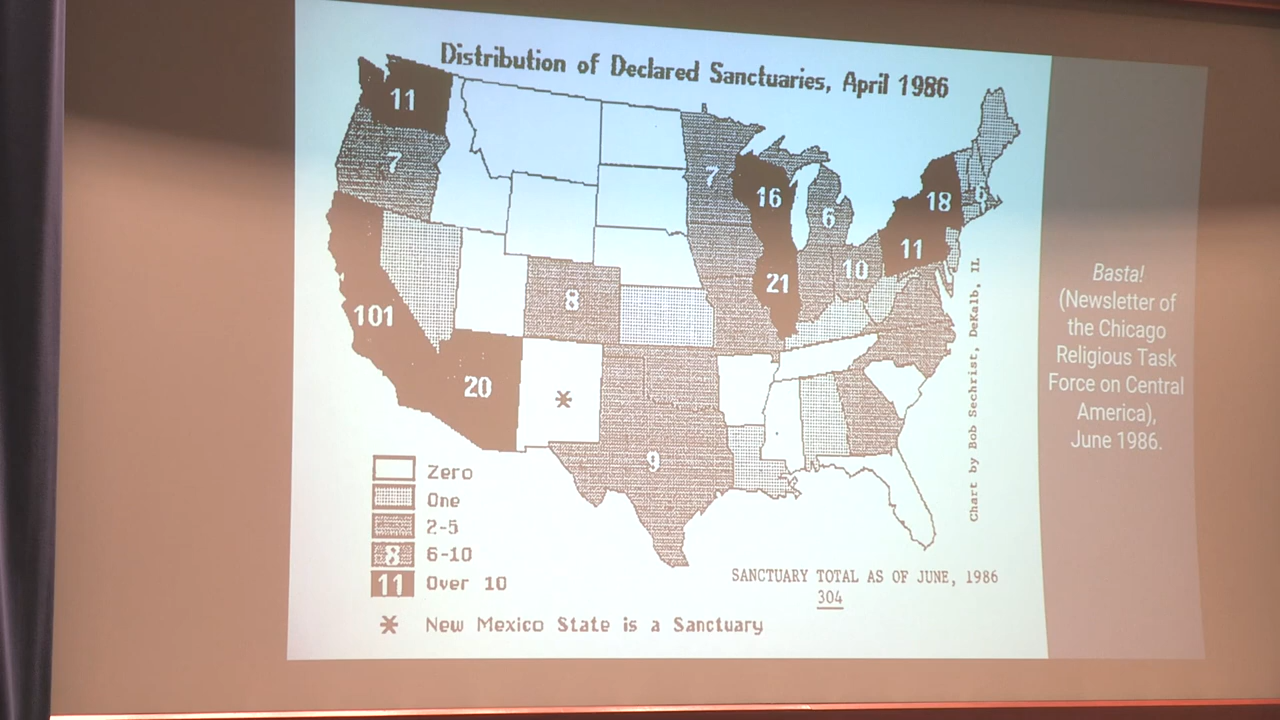 Distribution of Declared Sanctuaries, April 1986
11
7
7
16
6
18
6
11
10
21
8
101
20
*
9
Zero
One
2-5
8 6-10
11 Over 10
* New Mexico State is a Sanctuary
SANCTUARY TOTAL AS OF JUNE, 1986
304
Chart by Bob Sechrist, DeKalb, IL
Basta!
(Newsletter of
the Chicago
Religious Task
Force on Central
America),
June 1986.